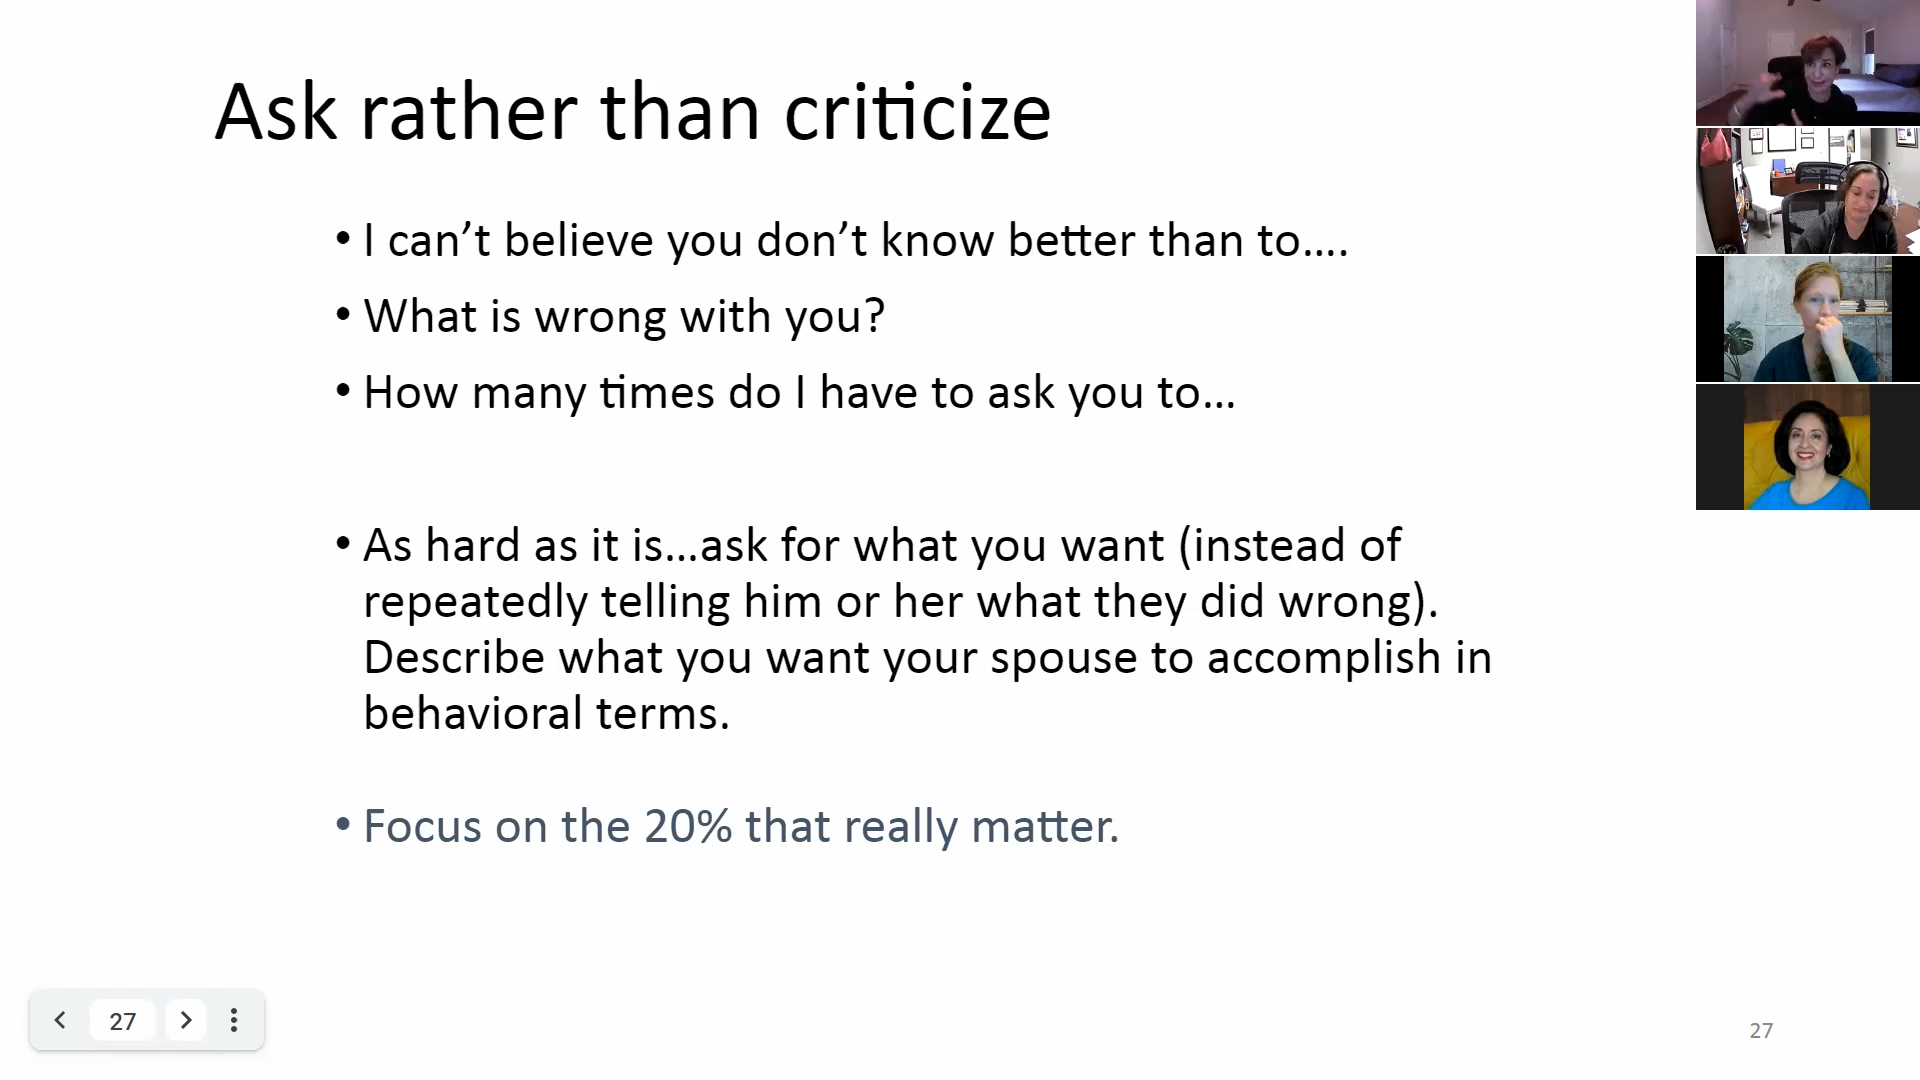 Ask rather than criticize
• I can’t believe you don’t know better than to….
• What is wrong with you?
• How many times do I have to ask you to…
• As hard as it is…ask for what you want (instead of
repeatedly telling him or her what they did wrong).
Describe what you want your spouse to accomplish in
behavioral terms.
• Focus on the 20% that really matter.
27
27